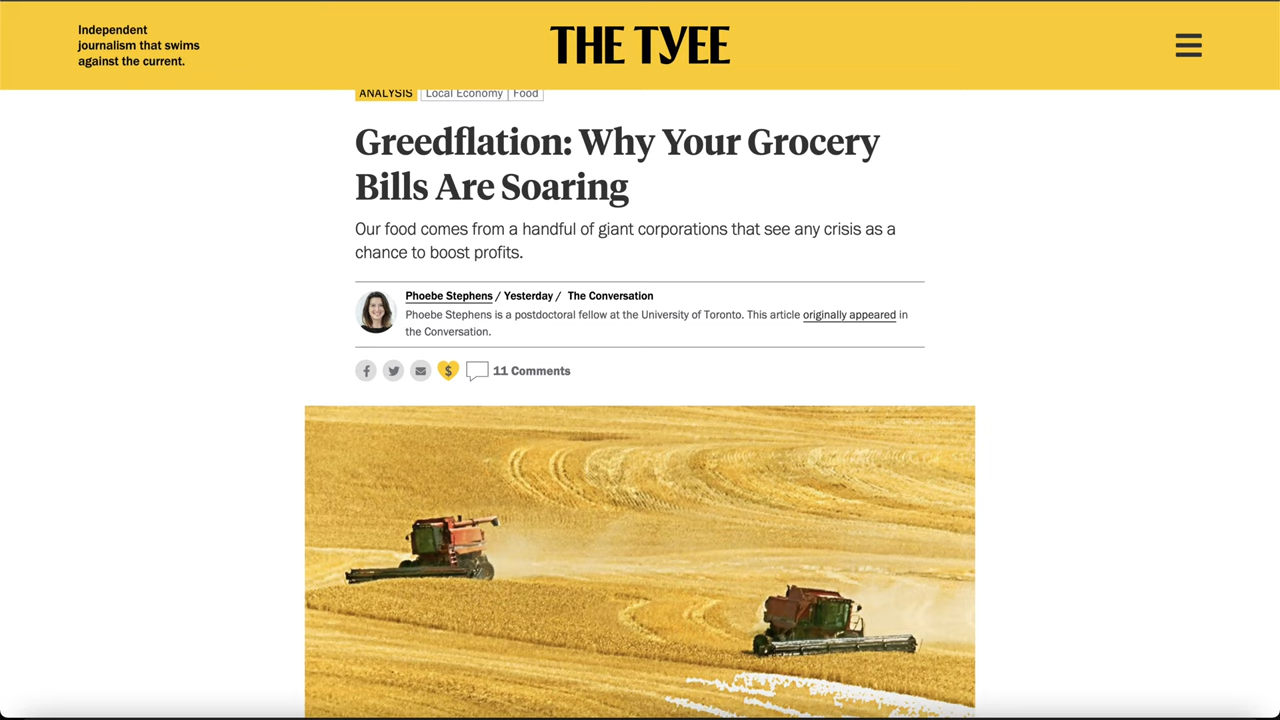 Independent
journalism that swims
against the current.
THE TYEE
ANALYSIS Local Economy Food
Greedflation: Why Your Grocery
Bills Are Soaring
Our food comes from a handful of giant corporations that see any crisis as a
chance to boost profits.
Phoebe Stephens / Yesterday / The Conversation
Phoebe Stephens is a postdoctoral fellow at the University of Toronto. This article originally appeared in
the Conversation.
$ 11 Comments